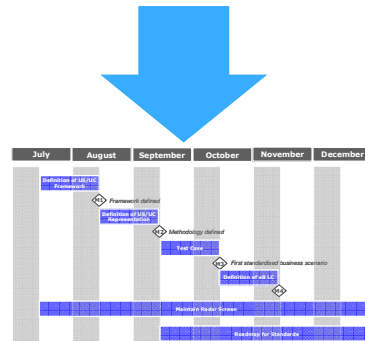 July August September October November December
Definition of US/UC
Framework
M1 Framework defined
Definition of US/UC
Representation
M2 Methodology defined
Test Case
M3 First standardised business scenario
Definition of eB LC
M4
Maintain Radar Screen
Roadmap for Standards